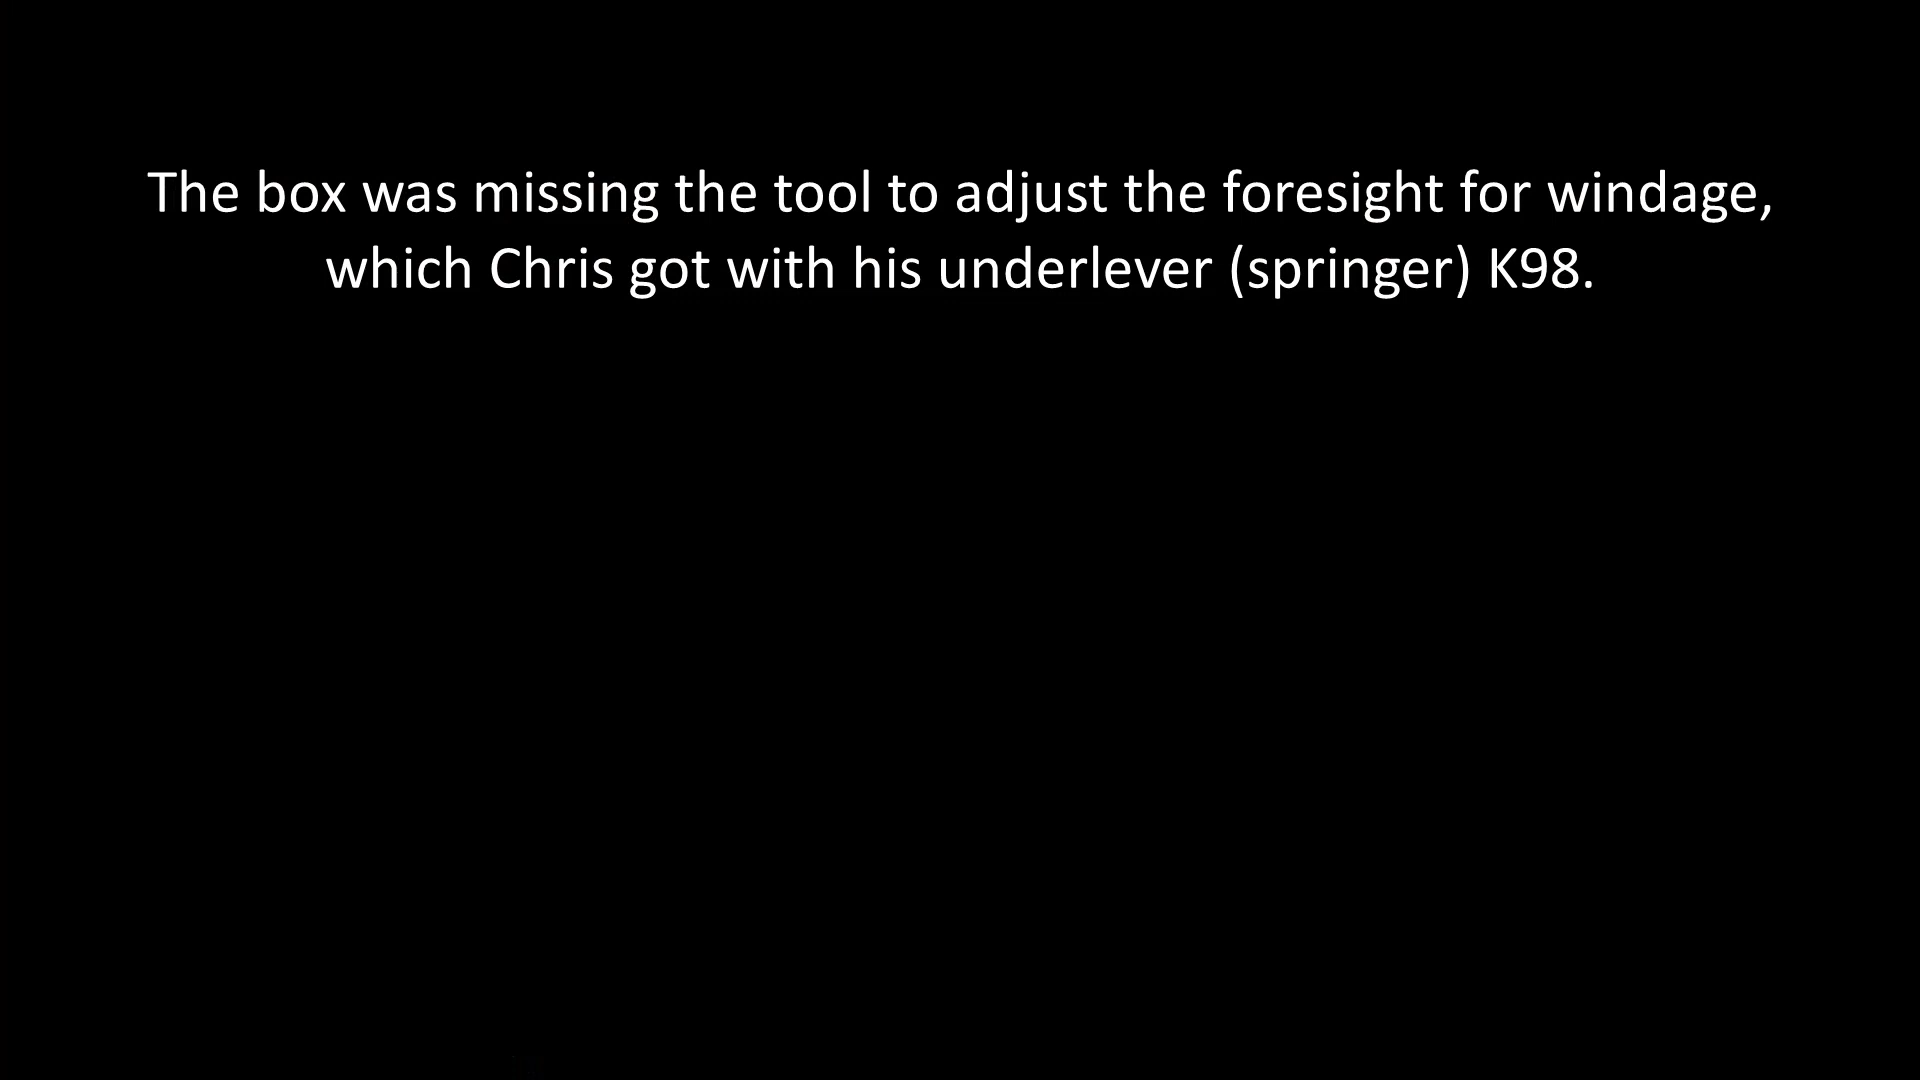 The box was missing the tool to adjust the foresight for windage,
which Chris got with his underlever (springer) K98.